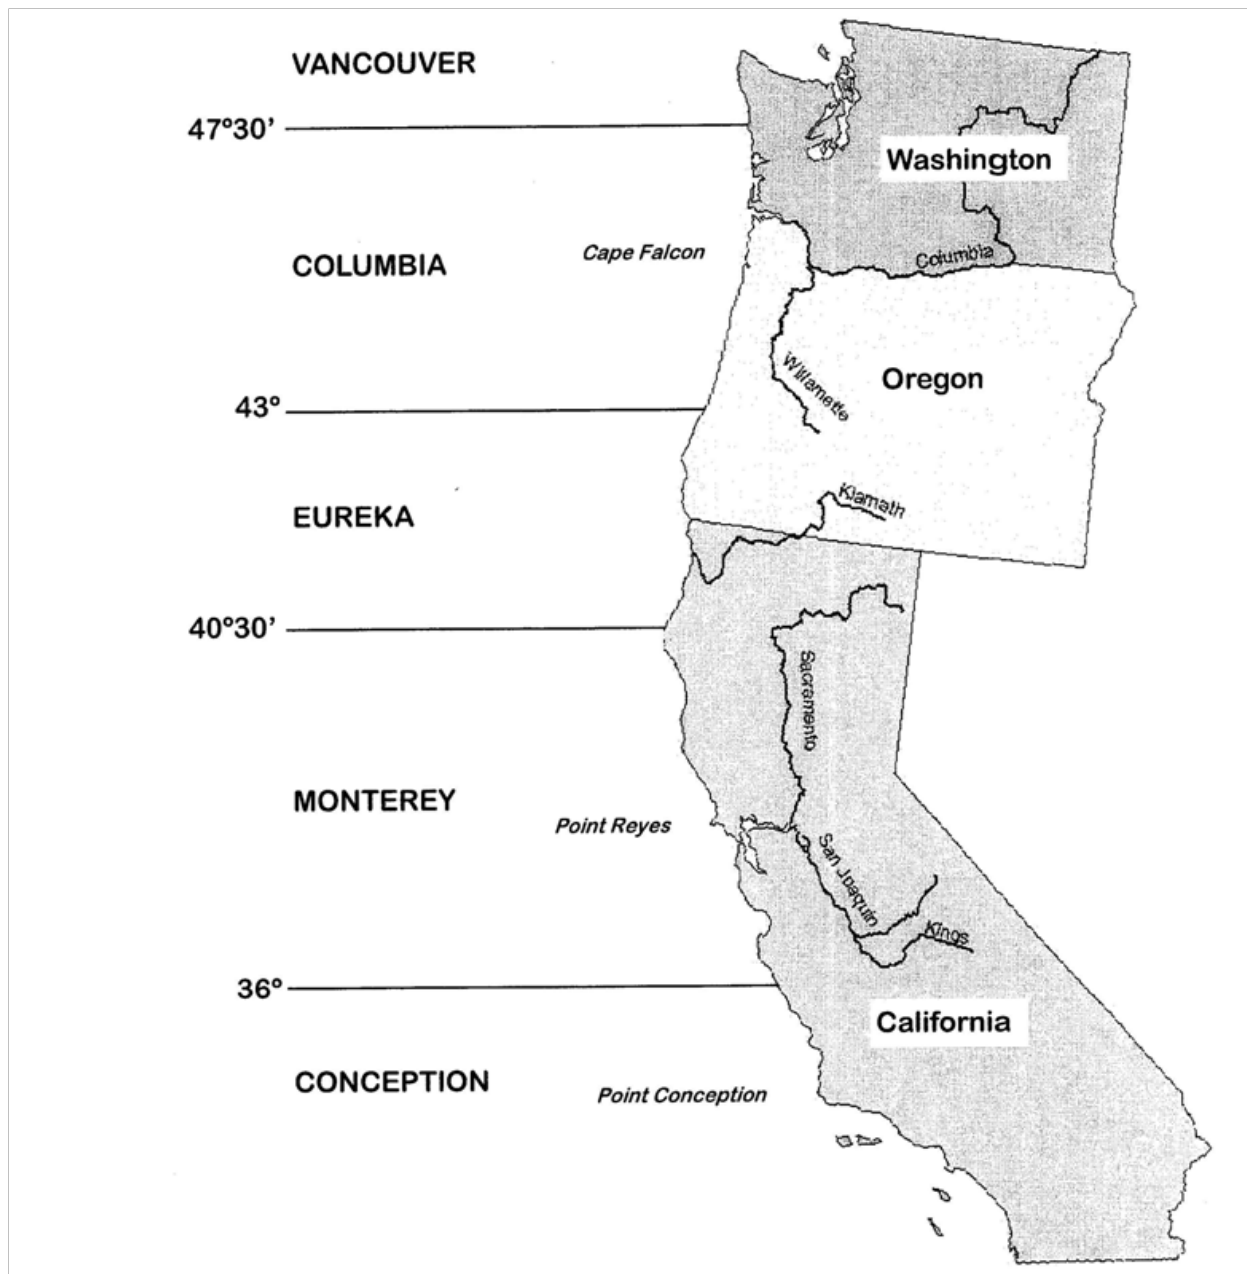 VANCOUVER
47°30’
Washington
Cape Falcon
COLUMBIA
Columbia
Willamette
Oregon
43°
Klamath
EUREKA
40°30’
Sacramento
MONTEREY
Point Reyes
San Joaquin
Kings
36°
California
CONCEPTION
Point Conception